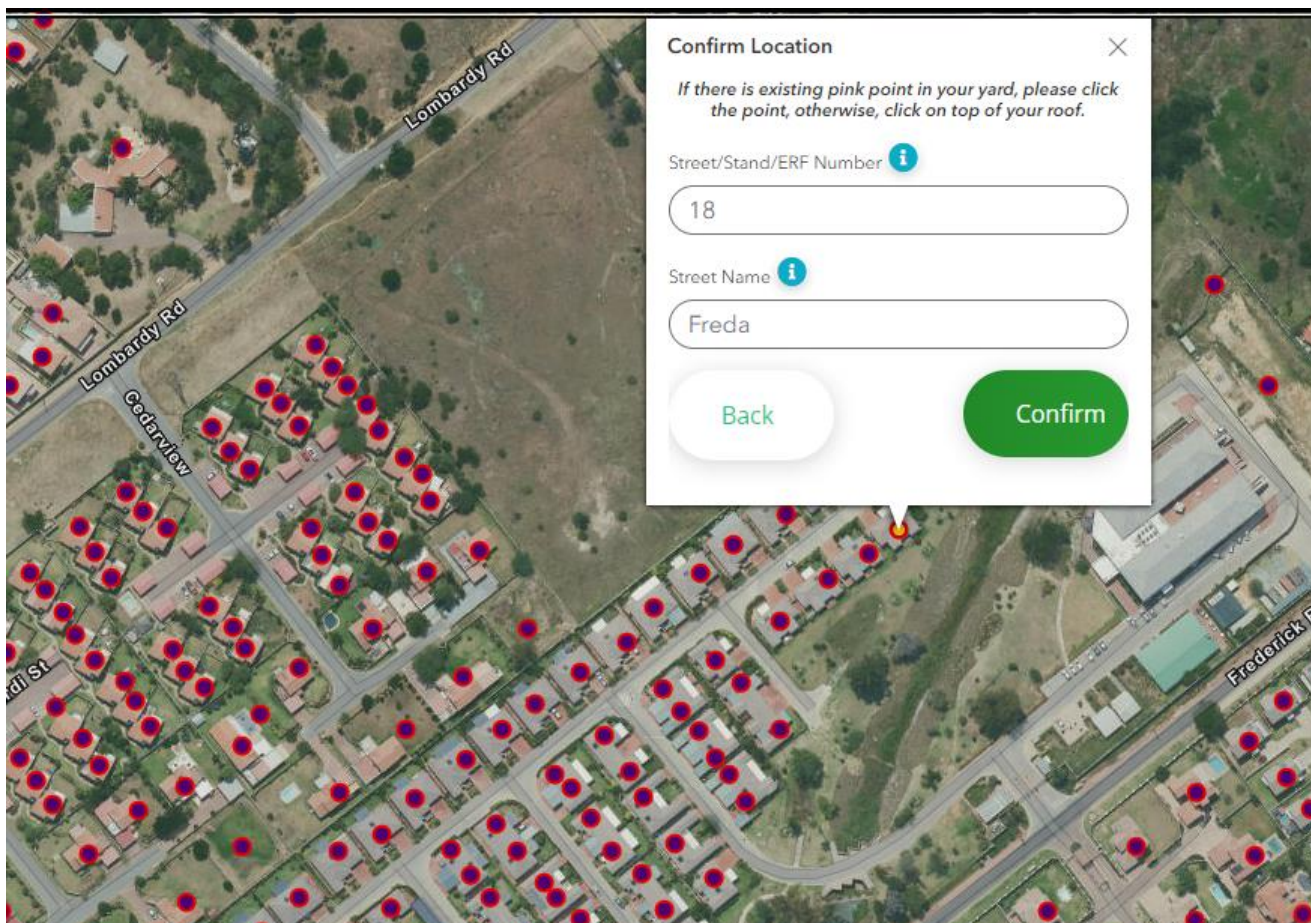 Lombardy Rd
Confirm Location
If there is existing pink point in your yard, please click
the point, otherwise, click on top of your roof.
Street/Stand/ERF Number
18
Street Name
Freda
Back
Confirm
Lombardy Rd
Cedarview
di St
Frederick